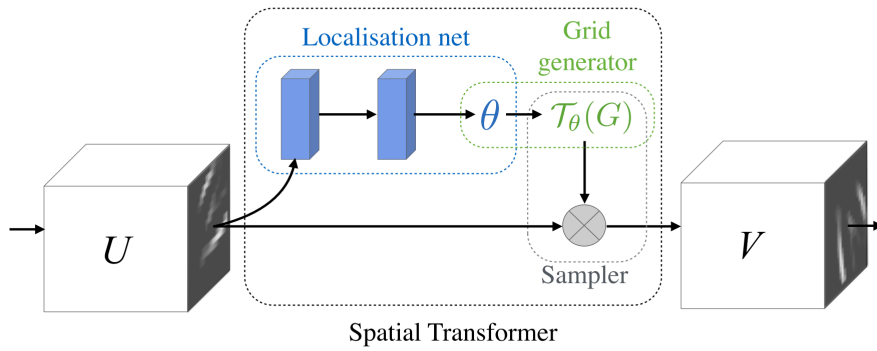 Localisation net
Grid
generator
θ
𝒯θ(G)
U
V
Sampler
Spatial Transformer